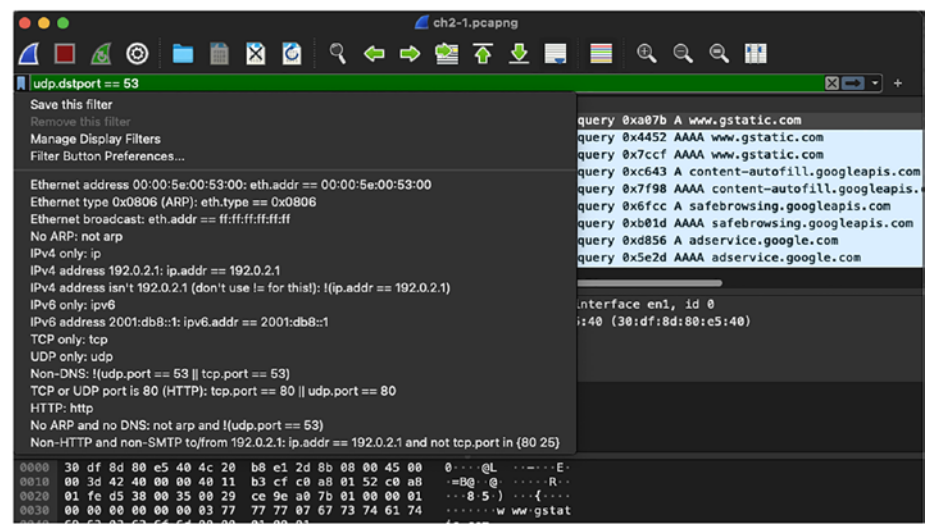 ch2-1.pcapng
udp.dstport == 53
Save this filter
Remove this filter
Manage Display Filters
Filter Button Preferences...
Ethernet address 00:00:5e:00:53:00: eth.addr == 00:00:5e:00:53:00
Ethernet type 0x0806 (ARP): eth.type == 0x0806
Ethernet broadcast: eth.addr == ff:ff:ff:ff:ff:ff
No ARP: not arp
IPv4 only: ip
IPv4 address 192.0.2.1: ip.addr == 192.0.2.1
IPv4 address isn't 192.0.2.1 (don't use != for this!): !(ip.addr == 192.0.2.1)
IPv6 only: ipv6
IPv6 address 2001:db8::1: ipv6.addr == 2001:db8::1
TCP only: tcp
UDP only: udp
Non-DNS: !(udp.port == 53 || tcp.port == 53)
TCP or UDP port is 80 (HTTP): tcp.port == 80 || udp.port == 80
HTTP: http
No ARP and no DNS: not arp and !(udp.port == 53)
Non-HTTP and non-SMTP to/from 192.0.2.1: ip.addr == 192.0.2.1 and not tcp.port in {80 25}
query 0xa07b A www.gstatic.com
query 0x4452 AAAA www.gstatic.com
query 0x7ccf AAAA www.gstatic.com
query 0xc643 A content-autofill.googleapis.com
query 0x7f98 AAAA content-autofill.googleapis.
query 0x6fcc A safebrowsing.googleapis.com
query 0xb01d AAAA safebrowsing.googleapis.com
query 0xd856 A adservice.google.com
query 0x5e2d AAAA adservice.google.com
interface en1, id 0
:40 (30:df:8d:80:e5:40)
0000 30 df 8d 80 e5 40 4c 20 b8 e1 2d 8b 08 00 45 00 0····@L ··-···E·
0010 00 3d 42 40 00 00 40 11 b3 cf c0 a8 01 52 c0 a8 ·=B@··@· ·····R··
0020 01 fe d5 38 00 35 00 29 ce 9e a0 7b 01 00 00 01 ···8·5·) ···{····
0030 00 00 00 00 00 00 03 77 77 77 07 67 73 74 61 74 ·······w ww·gstat